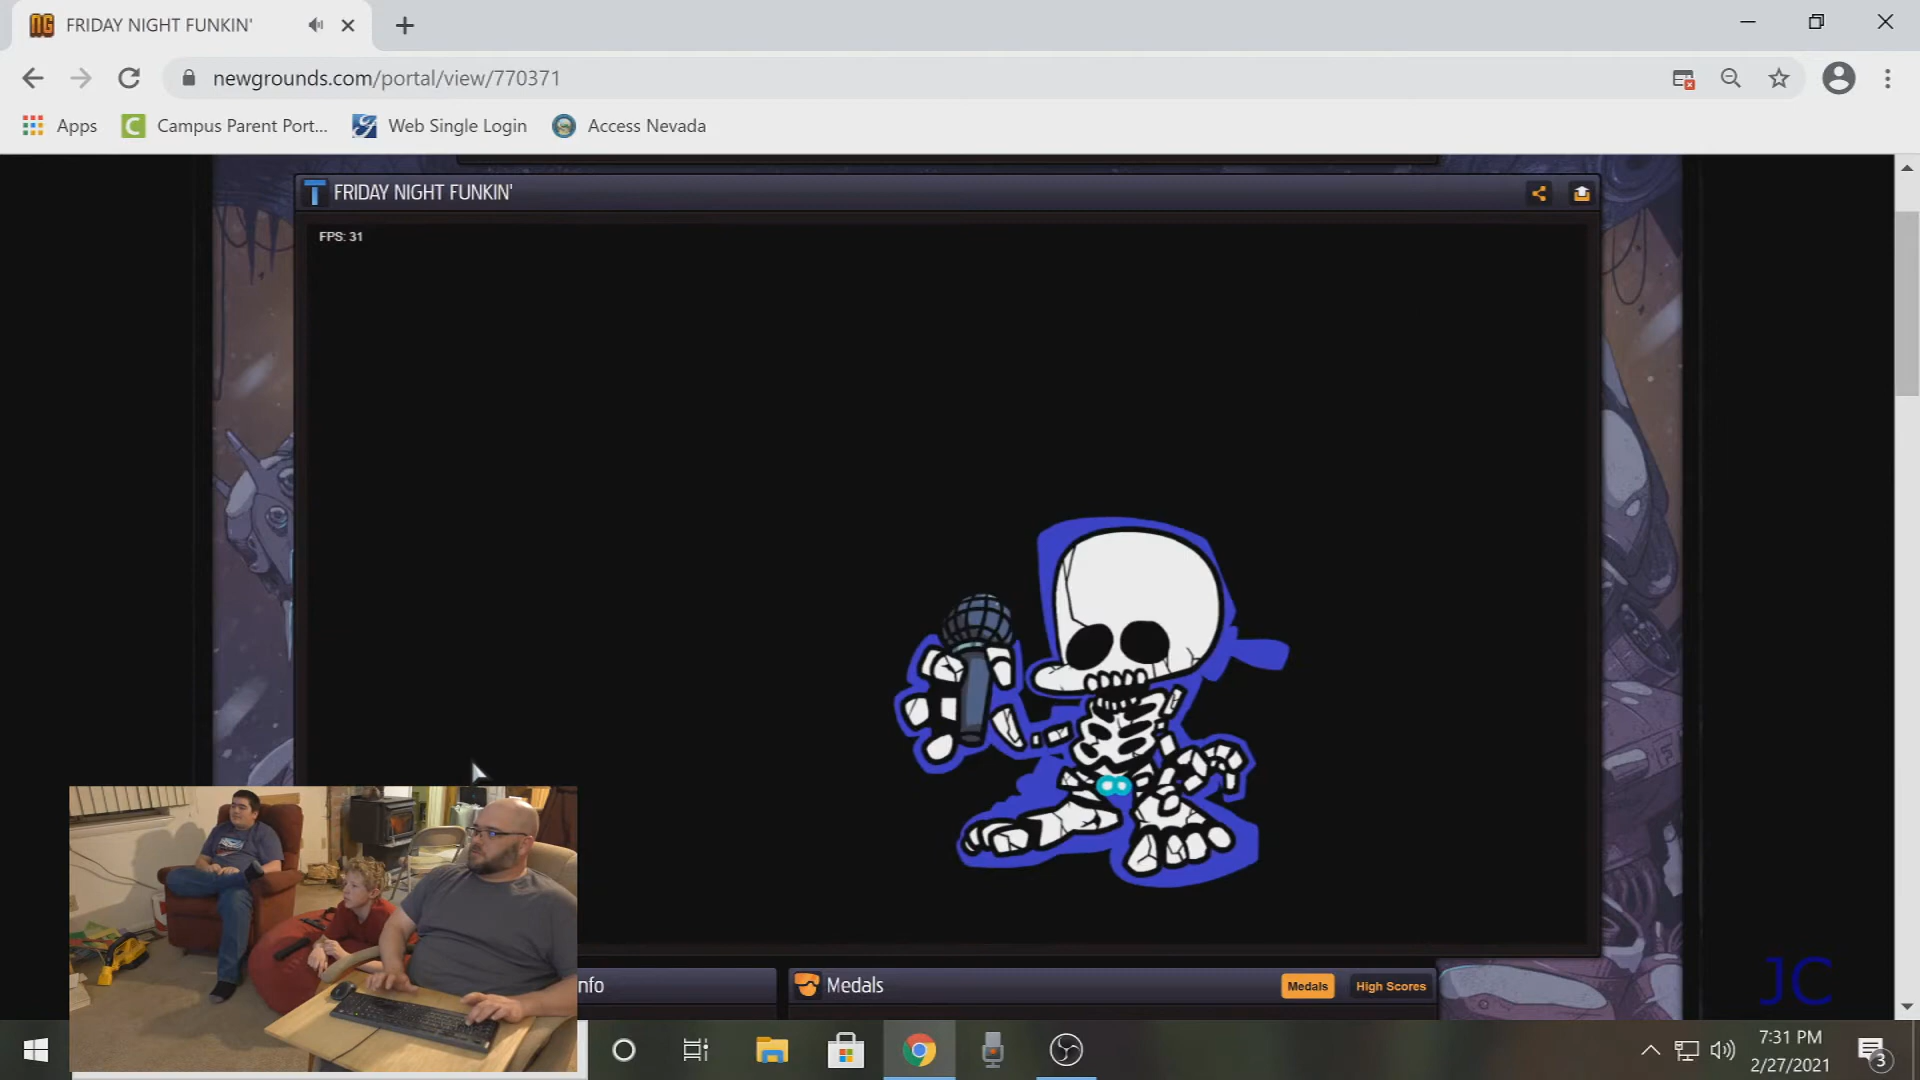 NG FRIDAY NIGHT FUNKIN'
newgrounds.com/portal/view/770371
Apps Campus Parent Port... Web Single Login Access Nevada
T FRIDAY NIGHT FUNKIN'
FPS: 31
nfo
Medals
Medals
High Scores
JC
7:31 PM
2/27/2021
3